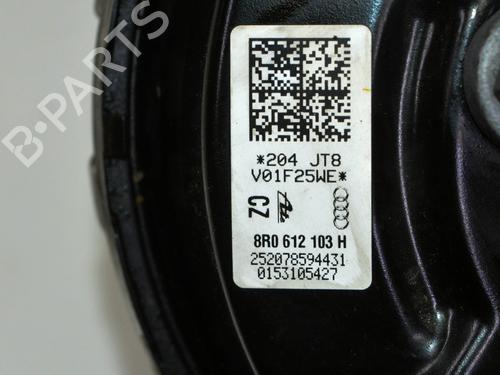 B-PARTS
*204 JT8
V01F25WE*
CZ
8R0 612 103 H
252078594431
0153105427